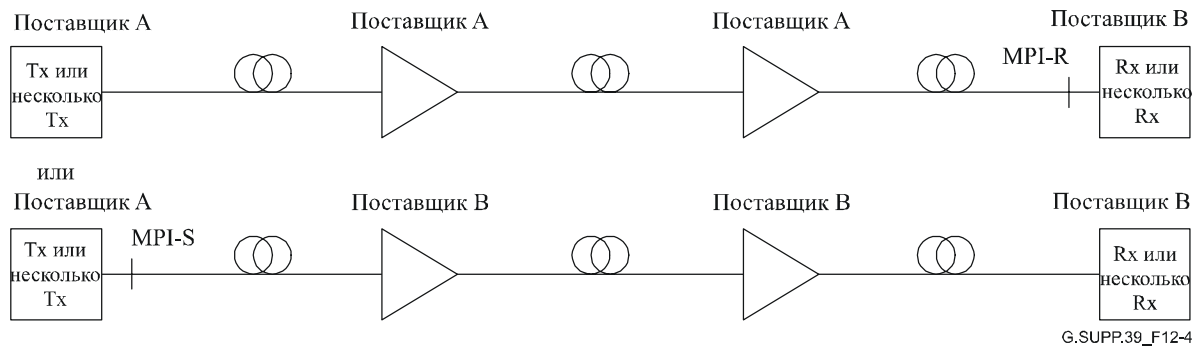 Поставщик A Поставщик A Поставщик A Поставщик B
MPI-R
Tx или
несколько
Tx
Rx или
несколько
Rx
или
Поставщик A Поставщик B Поставщик B Поставщик B
MPI-S
Tx или
несколько
Tx
Rx или
несколько
Rx
G.SUPP.39_F12-4